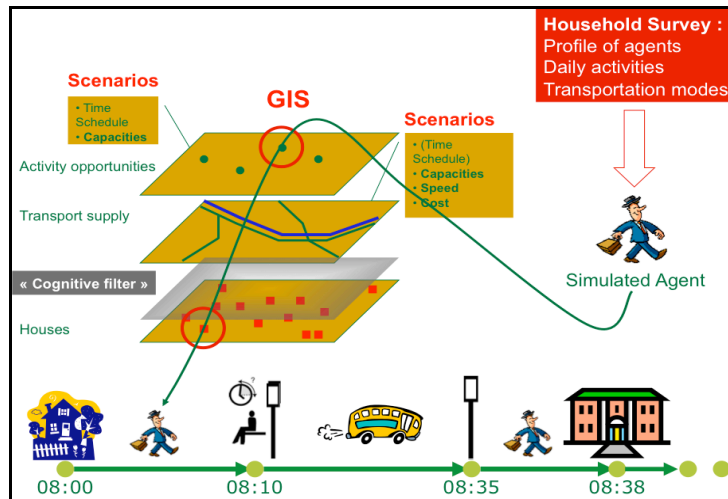 Household Survey :
Profile of agents
Daily activities
Transportation modes
Scenarios
• Time
Schedule
• Capacities
GIS
Scenarios
• (Time
Schedule)
• Capacities
• Speed
• Cost
Activity opportunities
Transport supply
« Cognitive filter »
Houses
Simulated Agent
?
08:00
08:10
08:35
08:38